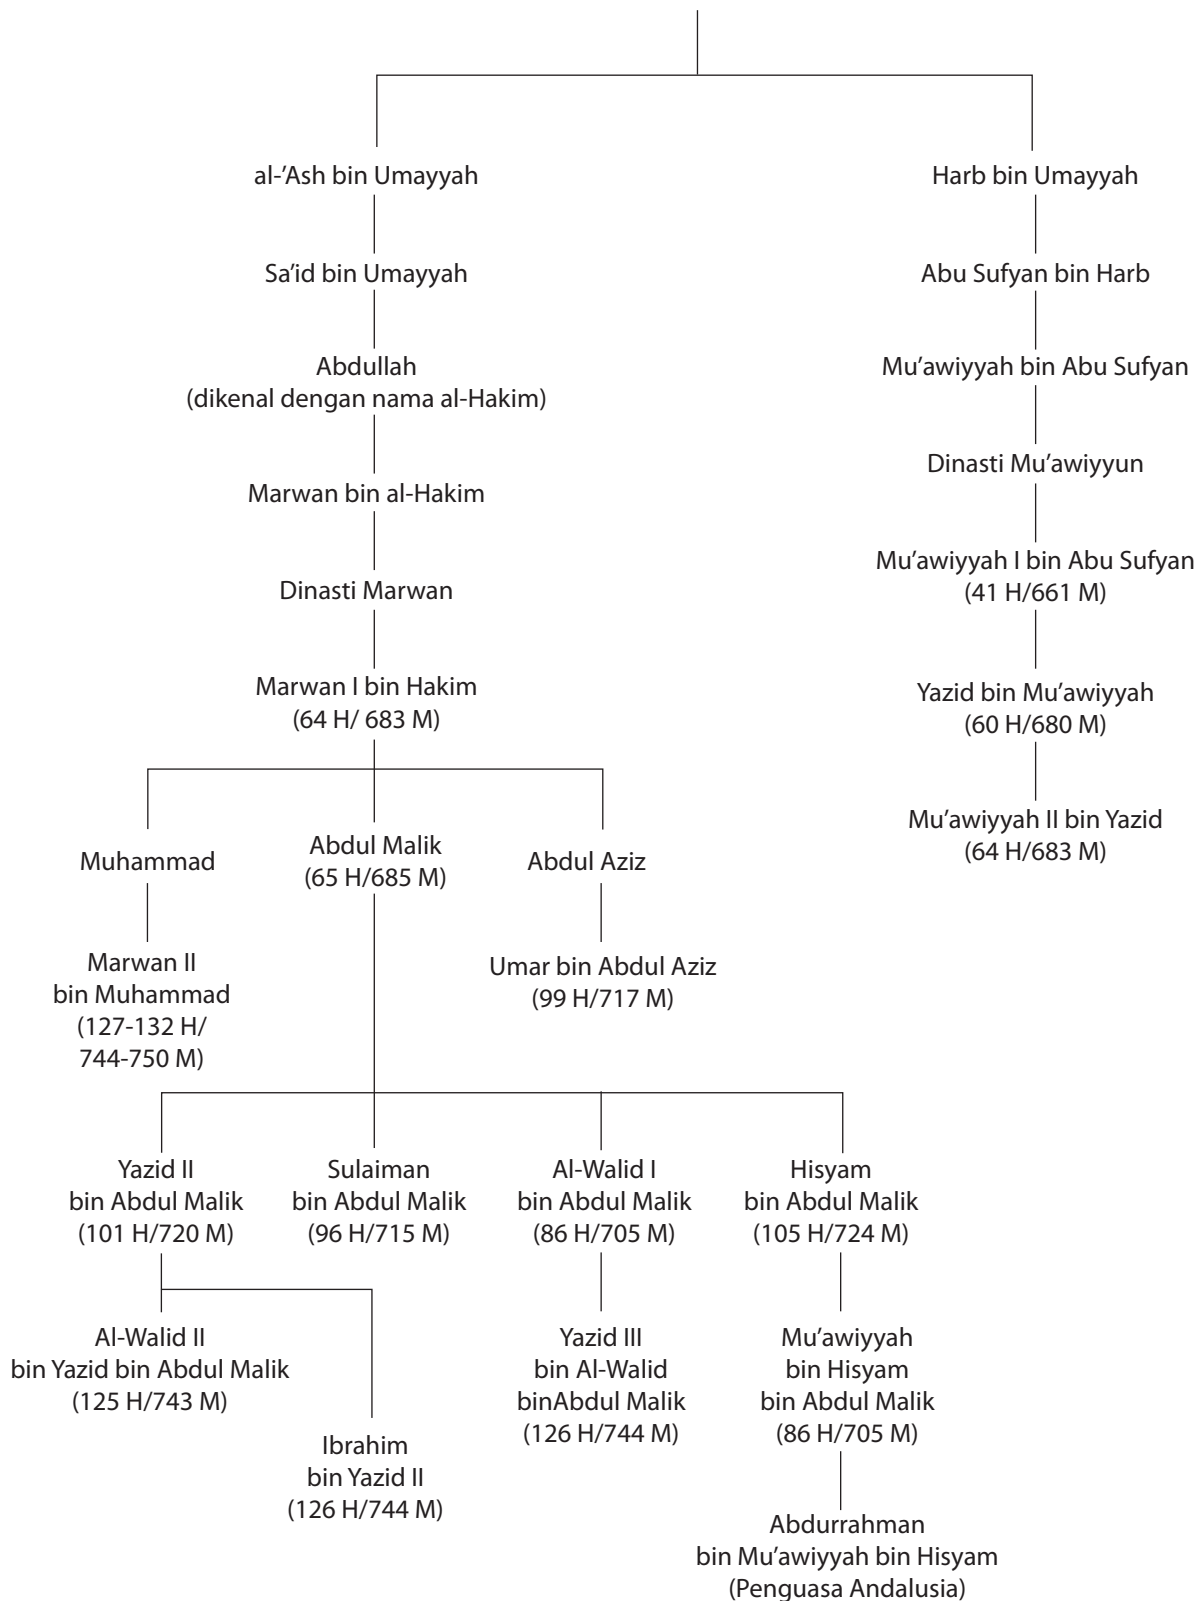 al-'Ash bin Umayyah
Harb bin Umayyah
Sa'id bin Umayyah
Abu Sufyan bin Harb
Abdullah
(dikenal dengan nama al-Hakim)
Mu'awiyyah bin Abu Sufyan
Marwan bin al-Hakim
Dinasti Mu'awiyyun
Dinasti Marwan
Mu'awiyyah I bin Abu Sufyan
(41 H/661 M)
Marwan I bin Hakim
(64 H/ 683 M)
Yazid bin Mu'awiyyah
(60 H/680 M)
Mu'awiyyah II bin Yazid
(64 H/683 M)
Muhammad
Abdul Malik
(65 H/685 M)
Abdul Aziz
Marwan II
bin Muhammad
(127-132 H/
744-750 M)
Umar bin Abdul Aziz
(99 H/717 M)
Yazid II
bin Abdul Malik
(101 H/720 M)
Sulaiman
bin Abdul Malik
(96 H/715 M)
Al-Walid I
bin Abdul Malik
(86 H/705 M)
Hisyam
bin Abdul Malik
(105 H/724 M)
Al-Walid II
bin Yazid bin Abdul Malik
(125 H/743 M)
Ibrahim
bin Yazid II
(126 H/744 M)
Yazid III
bin Al-Walid
binAbdul Malik
(126 H/744 M)
Mu'awiyyah
bin Hisyam
bin Abdul Malik
(86 H/705 M)
Abdurrahman
bin Mu'awiyyah bin Hisyam
(Penguasa Andalusia)